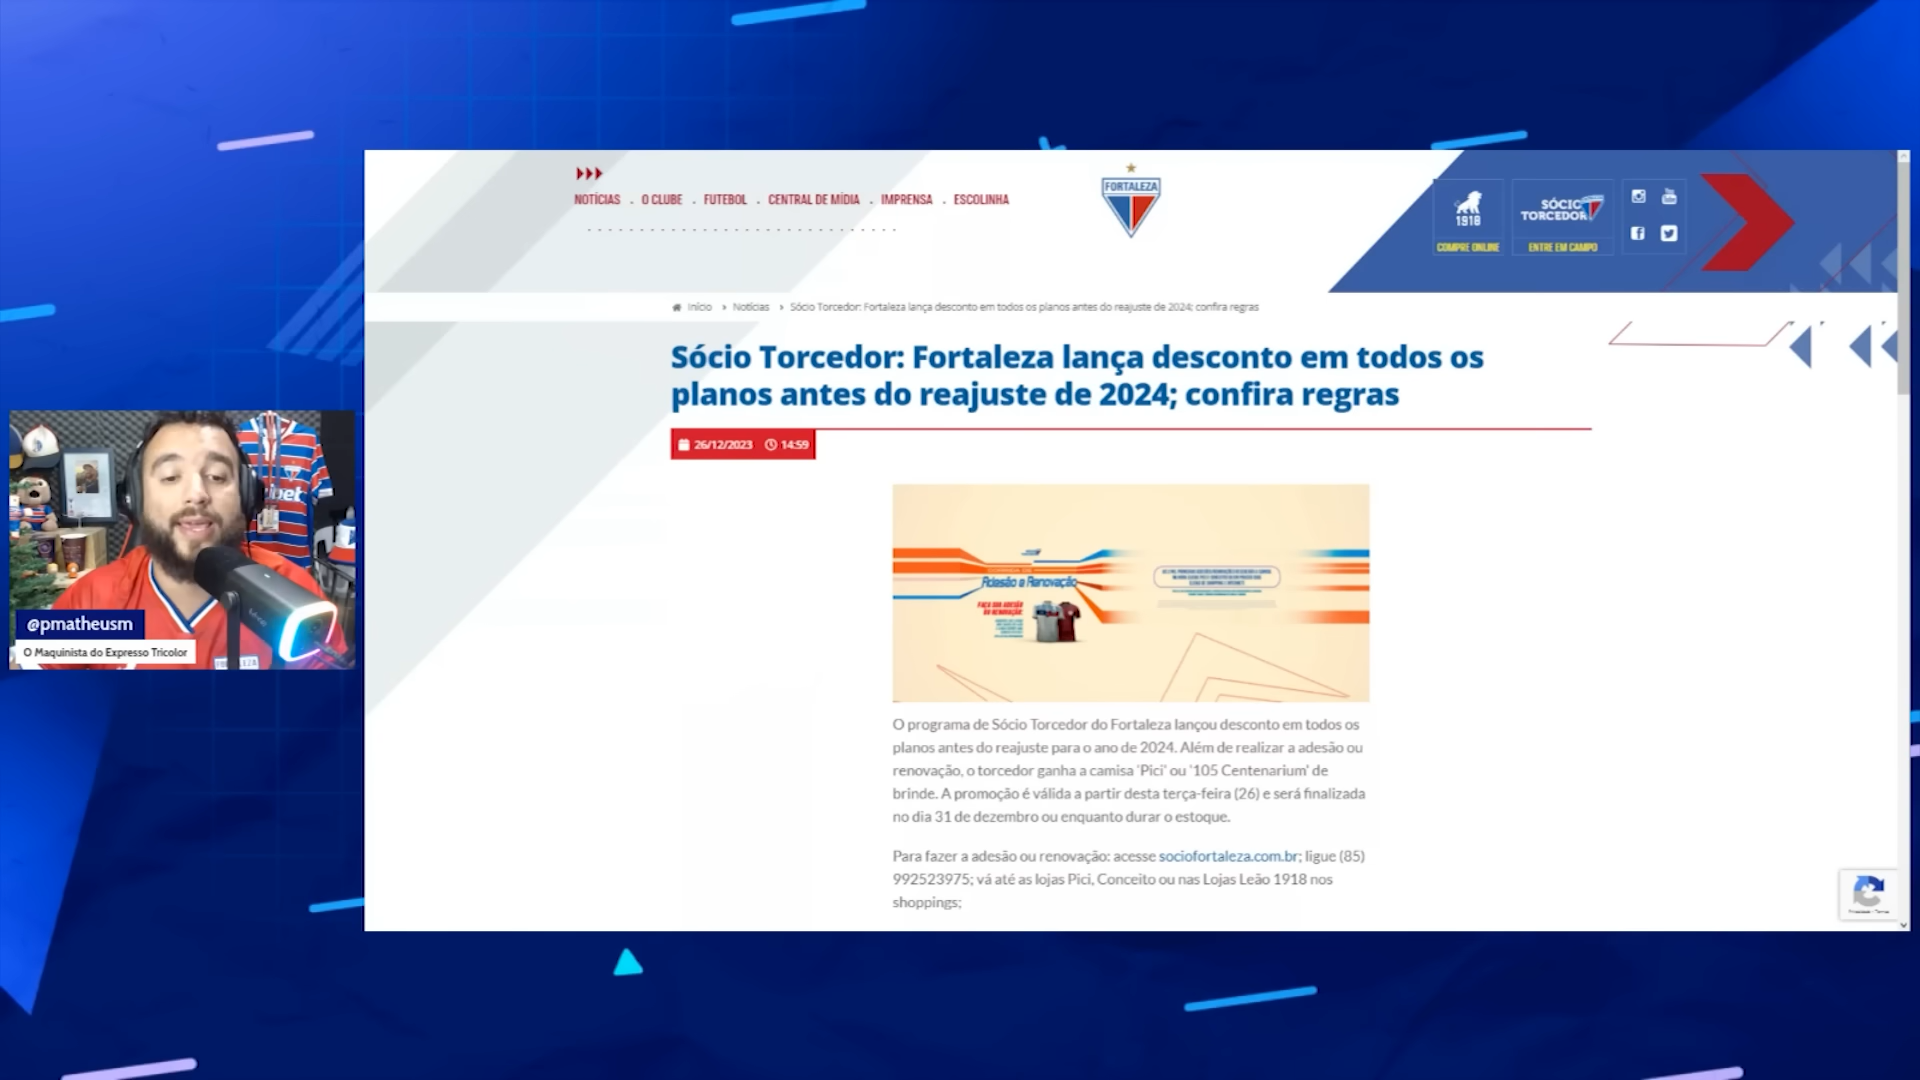 NOTÍCIAS . O CLUBE . FUTEBOL . CENTRAL DE MÍDIA . IMPRENSA . ESCOLINHA
FORTALEZA
1918
COMPRE ONLINE
SÓCIO
TORCEDOR
ENTRE EM CAMPO
Início > Notícias > Sócio Torcedor: Fortaleza lança desconto em todos os planos antes do reajuste de 2024; confira regras
Sócio Torcedor: Fortaleza lança desconto em todos os
planos antes do reajuste de 2024; confira regras
26/12/2023 14:59
Adesão e Renovação
FAÇA SUA ADESÃO
OU RENOVAÇÃO
O programa de Sócio Torcedor do Fortaleza lançou desconto em todos os
planos antes do reajuste para o ano de 2024. Além de realizar a adesão ou
renovação, o torcedor ganha a camisa 'Pici' ou '105 Centenarium' de
brinde. A promoção é válida a partir desta terça-feira (26) e será finalizada
no dia 31 de dezembro ou enquanto durar o estoque.
Para fazer a adesão ou renovação: acesse sociofortaleza.com.br; ligue (85)
992523975; vá até as lojas Pici, Conceito ou nas Lojas Leão 1918 nos
shoppings;
@pmatheusm
O Maquinista do Expresso Tricolor